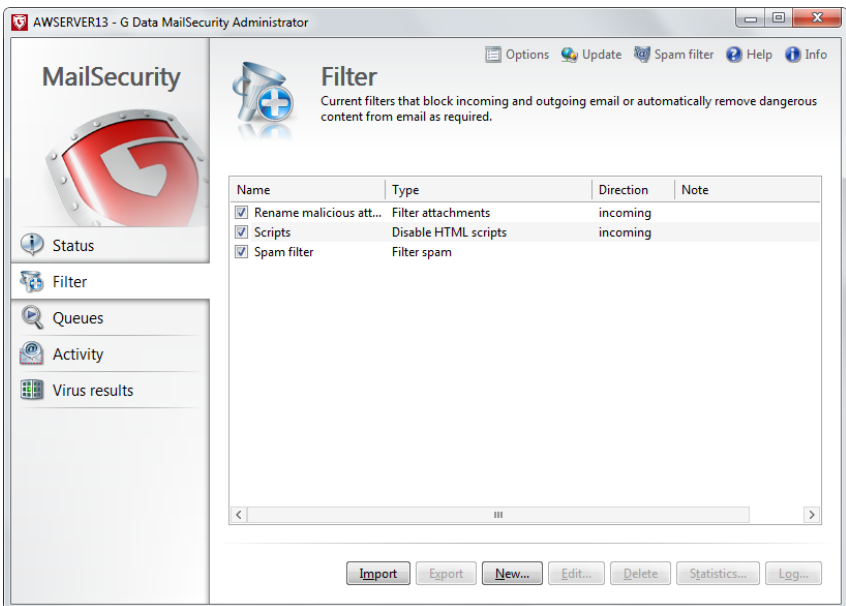 AWSERVER13 - G Data MailSecurity Administrator
Options Update Spam filter Help Info
MailSecurity
Filter
Current filters that block incoming and outgoing email or automatically remove dangerous
content from email as required.
Name Type Direction Note
Rename malicious att... Filter attachments incoming
Scripts Disable HTML scripts incoming
Spam filter Filter spam
Status
Filter
Queues
Activity
Virus results
Import Export New... Edit... Delete Statistics... Log...